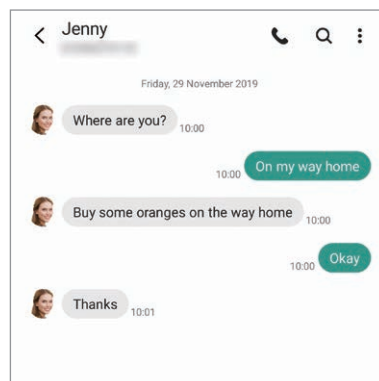 Jenny
Friday, 29 November 2019
Where are you?
10:00
10:00
On my way home
Buy some oranges on the way home
10:00
10:00
Okay
Thanks
10:01